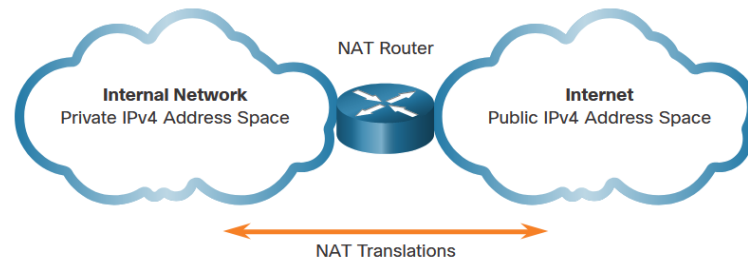 NAT Router
Internal Network
Private IPv4 Address Space
Internet
Public IPv4 Address Space
NAT Translations